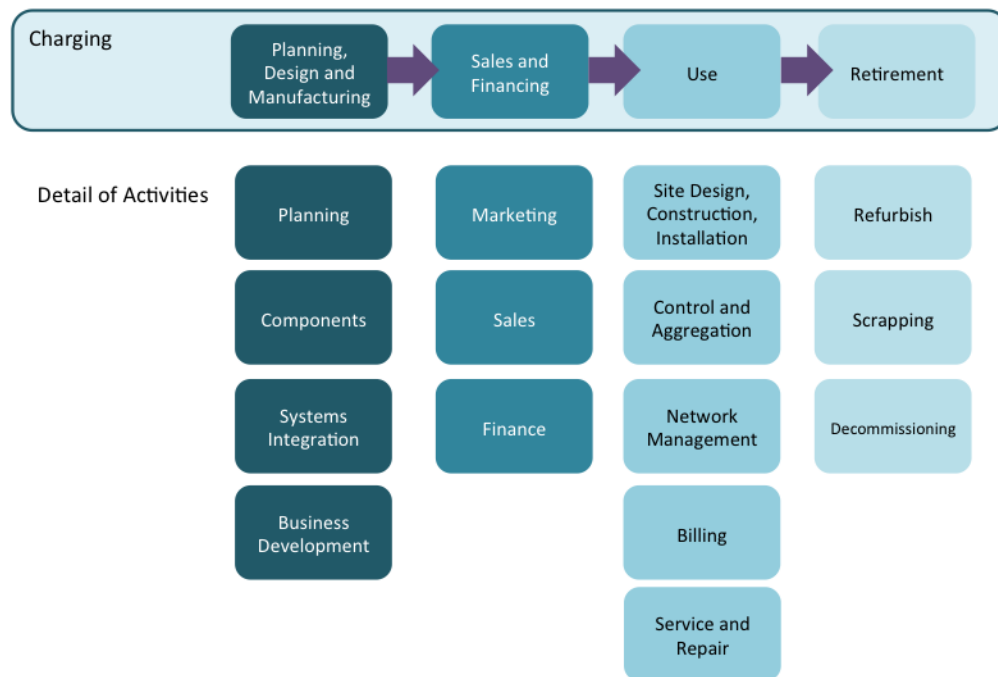 Charging
Planning,
Design and
Manufacturing
Sales and
Financing
Use
Retirement
Detail of Activities
Planning
Marketing
Site Design,
Construction,
Installation
Refurbish
Components
Sales
Control and
Aggregation
Scrapping
Systems
Integration
Finance
Network
Management
Decommissioning
Business
Development
Billing
Service and
Repair